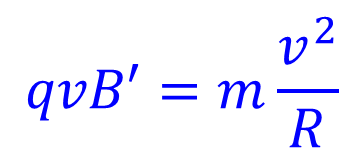 qvB′ = m v²/R